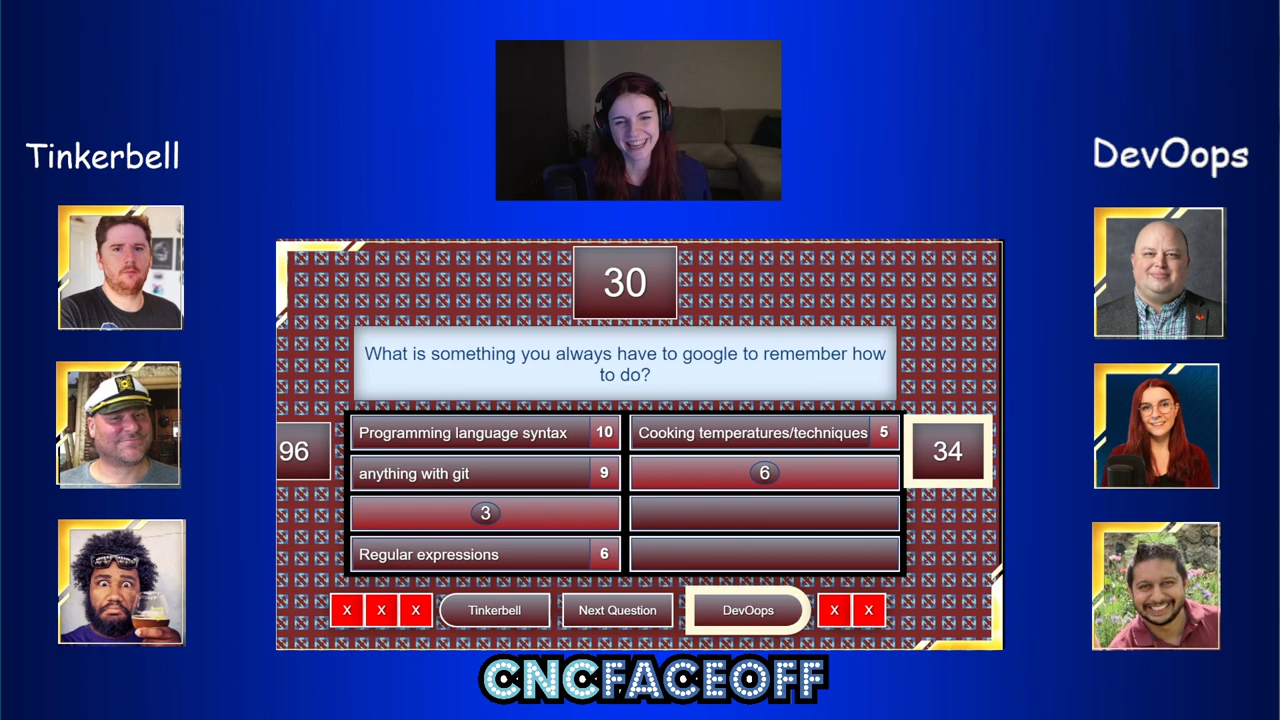 Tinkerbell
DevOops
30
What is something you always have to google to remember how
to do?
96
34
Programming language syntax 10
Cooking temperatures/techniques 5
anything with git 9
6
3
Regular expressions 6
X X X
Tinkerbell
Next Question
DevOops
X X
CNCFACEOFF